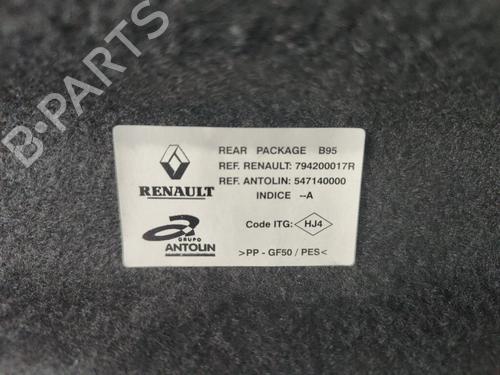 B-PARTS
REAR PACKAGE B95
REF. RENAULT: 794200017R
REF. ANTOLIN: 547140000
INDICE --A
RENAULT
Code ITG: HJ4
GRUPO
ANTOLIN
>PP - GF50 / PES<